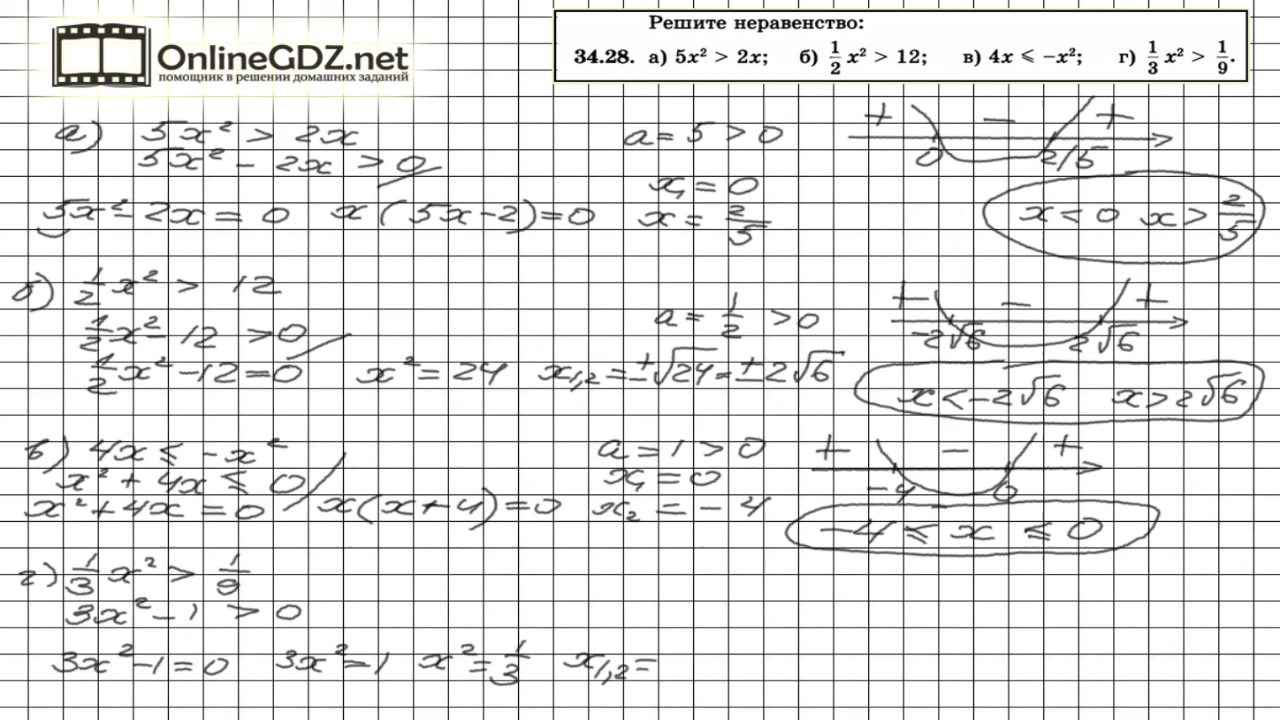 OnlineGDZ.net
помощник в решении домашних заданий
Решите неравенство:
34.28. а) 5x² > 2x; б) 1/2 x² > 12; в) 4x ⩽ −x²; г) 1/3 x² > 1/9.
а) 5x² > 2x
5x² − 2x > 0
5x² − 2x = 0 x(5x−2)=0
a = 5 > 0
x₁ = 0
x = 2/5
+ − +
0 2/5
x < 0 x > 2/5
б) 1/2 x² > 12
1/2 x² − 12 > 0
1/2 x² − 12 = 0 x² = 24 x₁,₂ = ±√24 = ±2√6
a = 1/2 > 0
+ − +
−2√6 2√6
x < −2√6 x > 2√6
в) 4x ⩽ −x²
x² + 4x ⩽ 0
x² + 4x = 0 x(x+4) = 0
a = 1 > 0
x₁ = 0
x₂ = −4
+ − +
−4 0
−4 ⩽ x ⩽ 0
г) 1/3 x² > 1/9
3x² − 1 > 0
3x² − 1 = 0 3x² = 1 x² = 1/3 x₁,₂ =